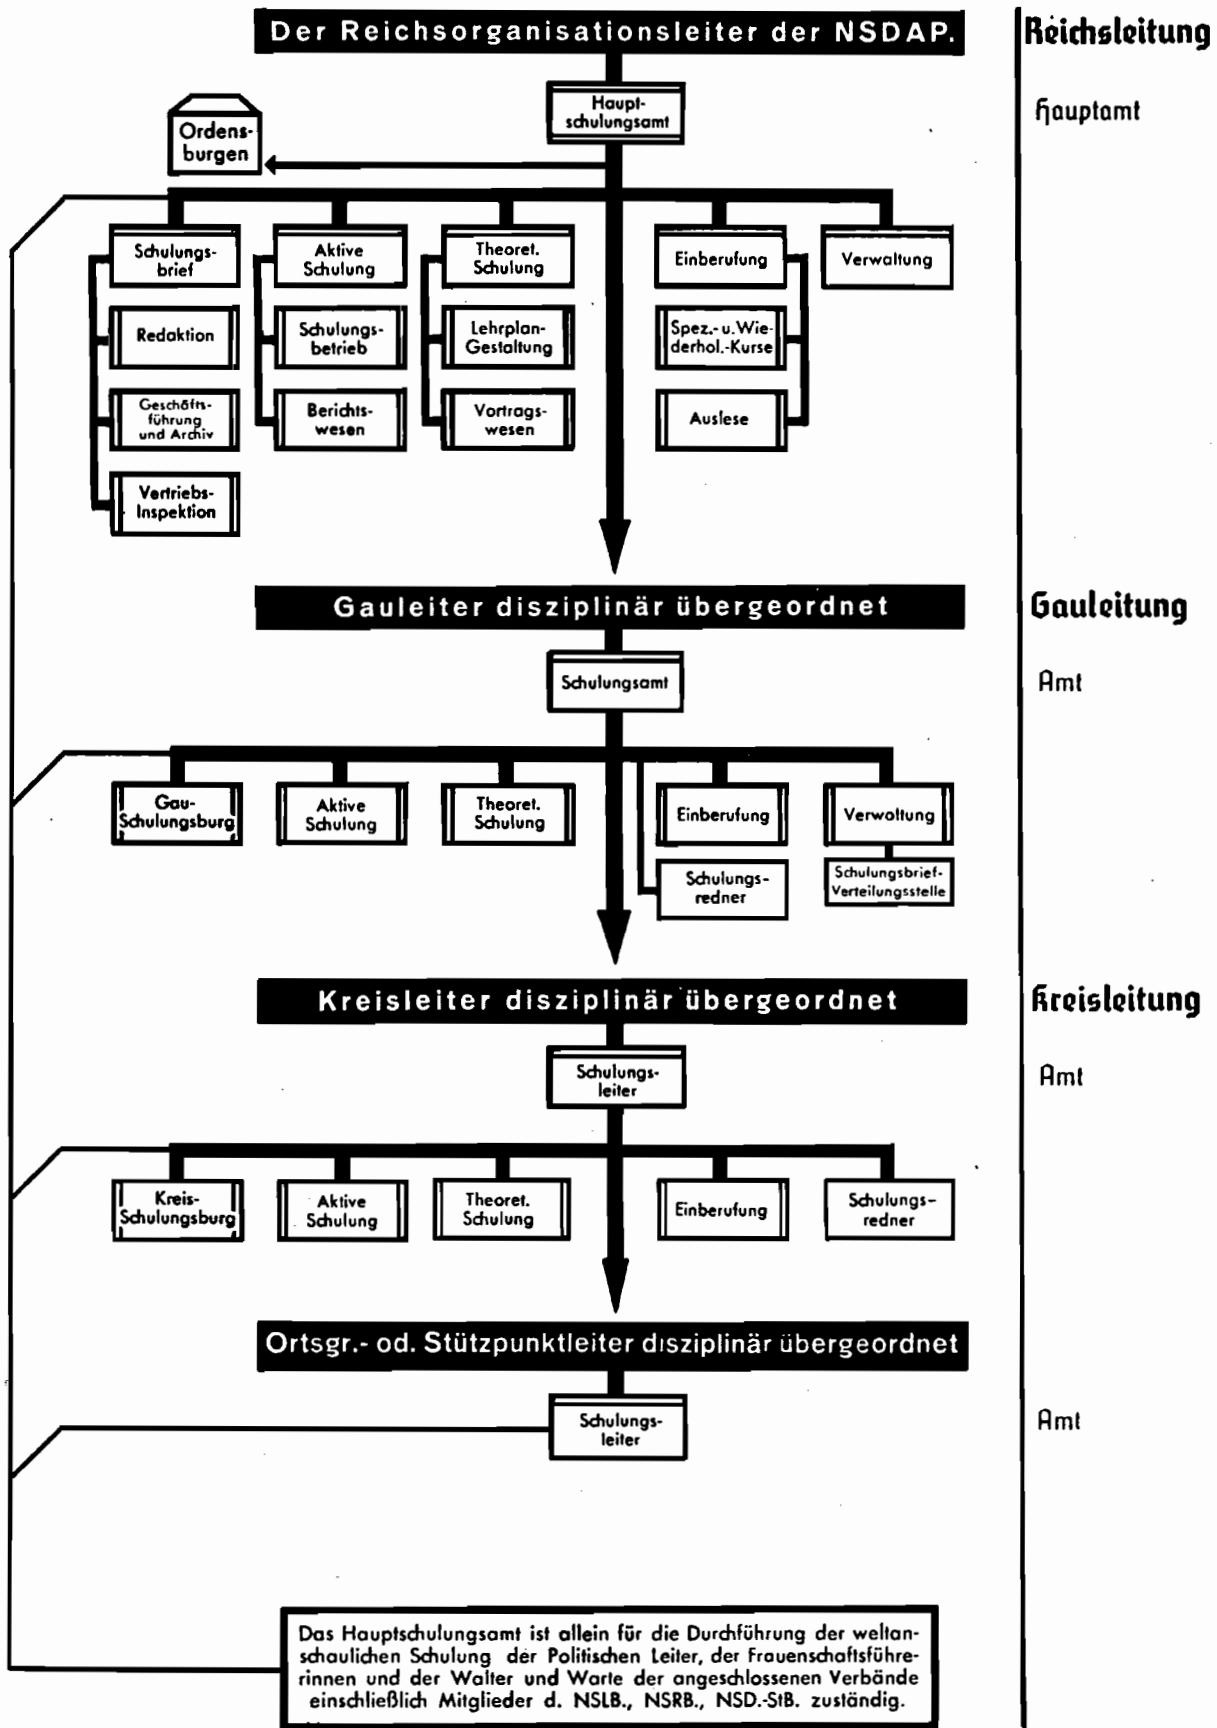 Der Reichsorganisationsleiter der NSDAP.
Reichsleitung
Haupt-
schulungsamt
Hauptamt
Ordens-
burgen
Schulungs-
brief
Aktive
Schulung
Theoret.
Schulung
Einberufung
Verwaltung
Redaktion
Schulungs-
betrieb
Lehrplan-
Gestaltung
Spez.- u. Wie-
derhol.-Kurse
Geschäfts-
führung
und Archiv
Berichts-
wesen
Vortrags-
wesen
Auslese
Vertriebs-
Inspektion
Gauleiter disziplinär übergeordnet
Gauleitung
Schulungsamt
Amt
Gau-
Schulungsburg
Aktive
Schulung
Theoret.
Schulung
Einberufung
Verwaltung
Schulungs-
redner
Schulungsbrief-
Verteilungsstelle
Kreisleiter disziplinär übergeordnet
Kreisleitung
Schulungs-
leiter
Amt
Kreis-
Schulungsburg
Aktive
Schulung
Theoret.
Schulung
Einberufung
Schulungs-
redner
Ortsgr.- od. Stützpunktleiter disziplinär übergeordnet
Schulungs-
leiter
Amt
Das Hauptschulungsamt ist allein für die Durchführung der weltan-
schaulichen Schulung der Politischen Leiter, der Frauenschaftsführe-
rinnen und der Walter und Warte der angeschlossenen Verbände
einschließlich Mitglieder d. NSLB., NSRB., NSD.-StB. zuständig.